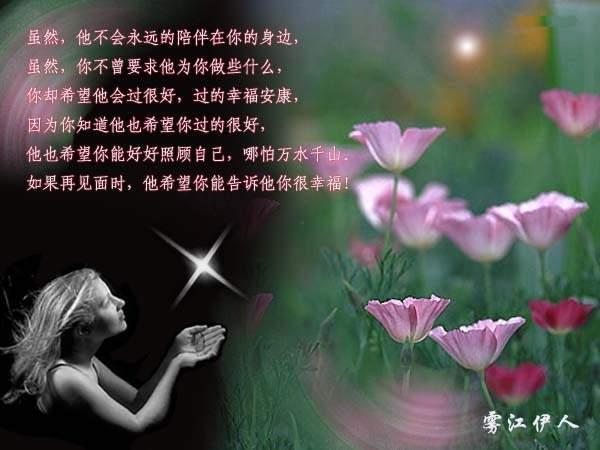 虽然，他不会永远的陪伴在你的身边，
虽然，你不曾要求他为你做些什么，
你却希望他会过很好，过的幸福安康，
因为你知道他也希望你过的很好，
他也希望你能好好照顾自己，哪怕万水千山．
如果再见面时，他希望你能告诉他你很幸福！
雾江伊人